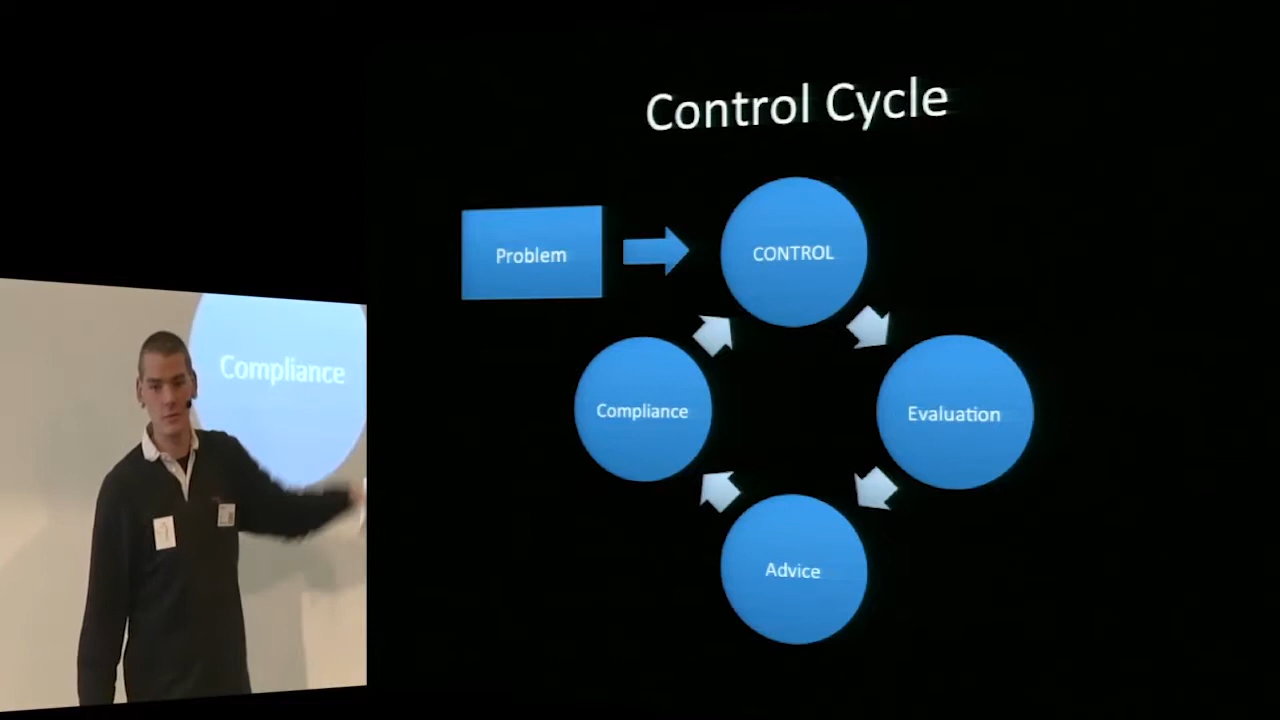 Control Cycle
Problem
CONTROL
Compliance
Compliance
Evaluation
Advice